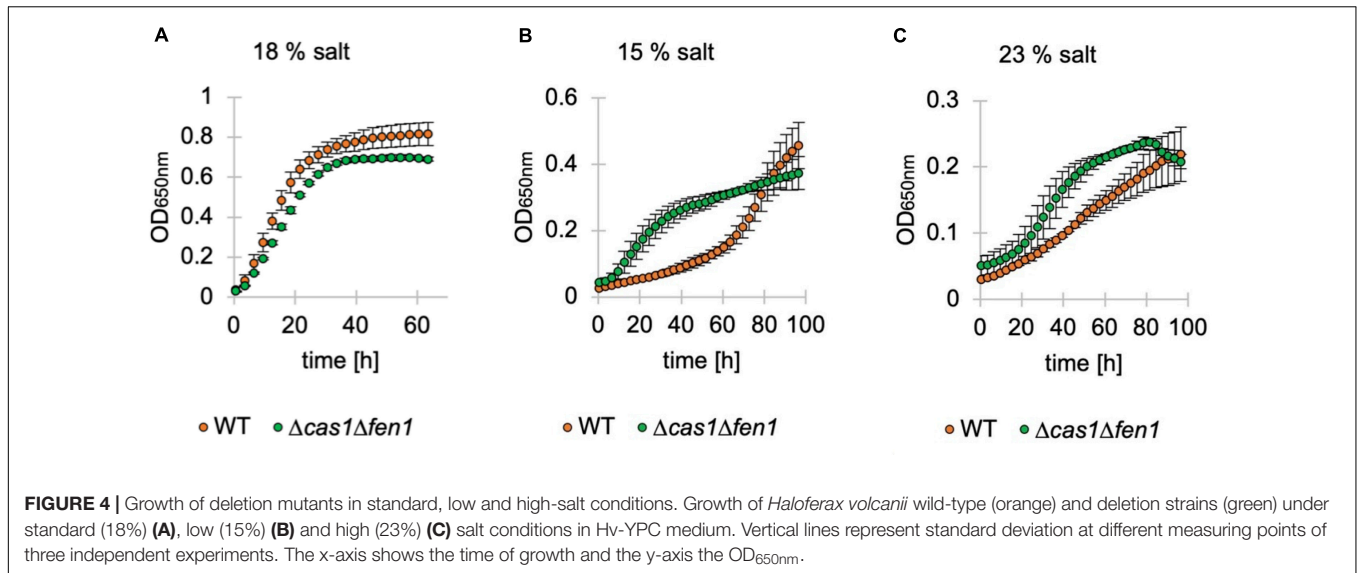 A
18 % salt
OD650nm
1
0.8
0.6
0.4
0.2
0
0 20 40 60
time [h]
WT Δcas1Δfen1
B
15 % salt
OD650nm
0.6
0.4
0.2
0
0 20 40 60 80 100
time [h]
WT Δcas1Δfen1
C
23 % salt
OD650nm
0.3
0.2
0.1
0
0 20 40 60 80 100
time [h]
WT Δcas1Δfen1
FIGURE 4 | Growth of deletion mutants in standard, low and high-salt conditions. Growth of Haloferax volcanii wild-type (orange) and deletion strains (green) under
standard (18%) (A), low (15%) (B) and high (23%) (C) salt conditions in Hv-YPC medium. Vertical lines represent standard deviation at different measuring points of
three independent experiments. The x-axis shows the time of growth and the y-axis the OD650nm.